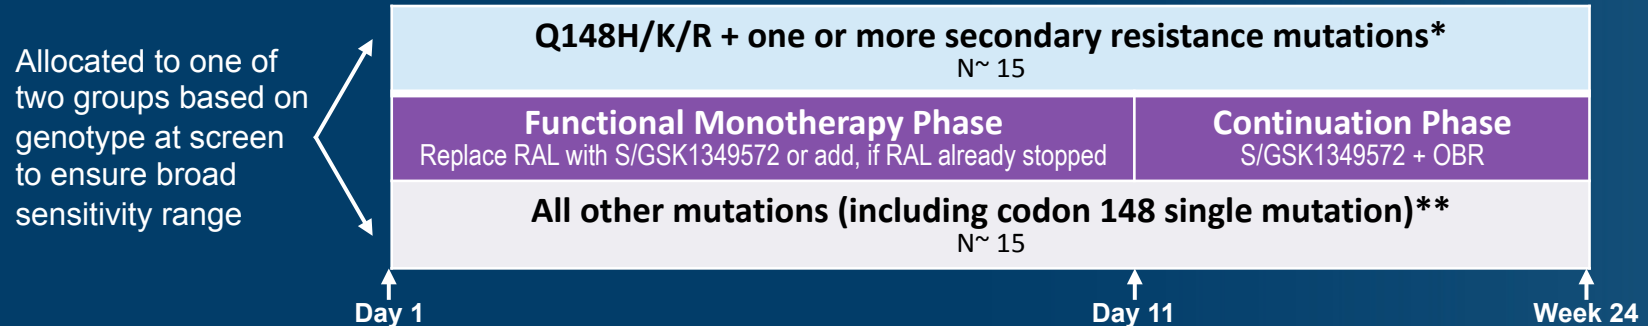 Allocated to one of
two groups based on
genotype at screen
to ensure broad
sensitivity range
Q148H/K/R + one or more secondary resistance mutations*
N~ 15
Functional Monotherapy Phase
Replace RAL with S/GSK1349572 or add, if RAL already stopped
Continuation Phase
S/GSK1349572 + OBR
All other mutations (including codon 148 single mutation)**
N~ 15
Day 1
Day 11
Week 24